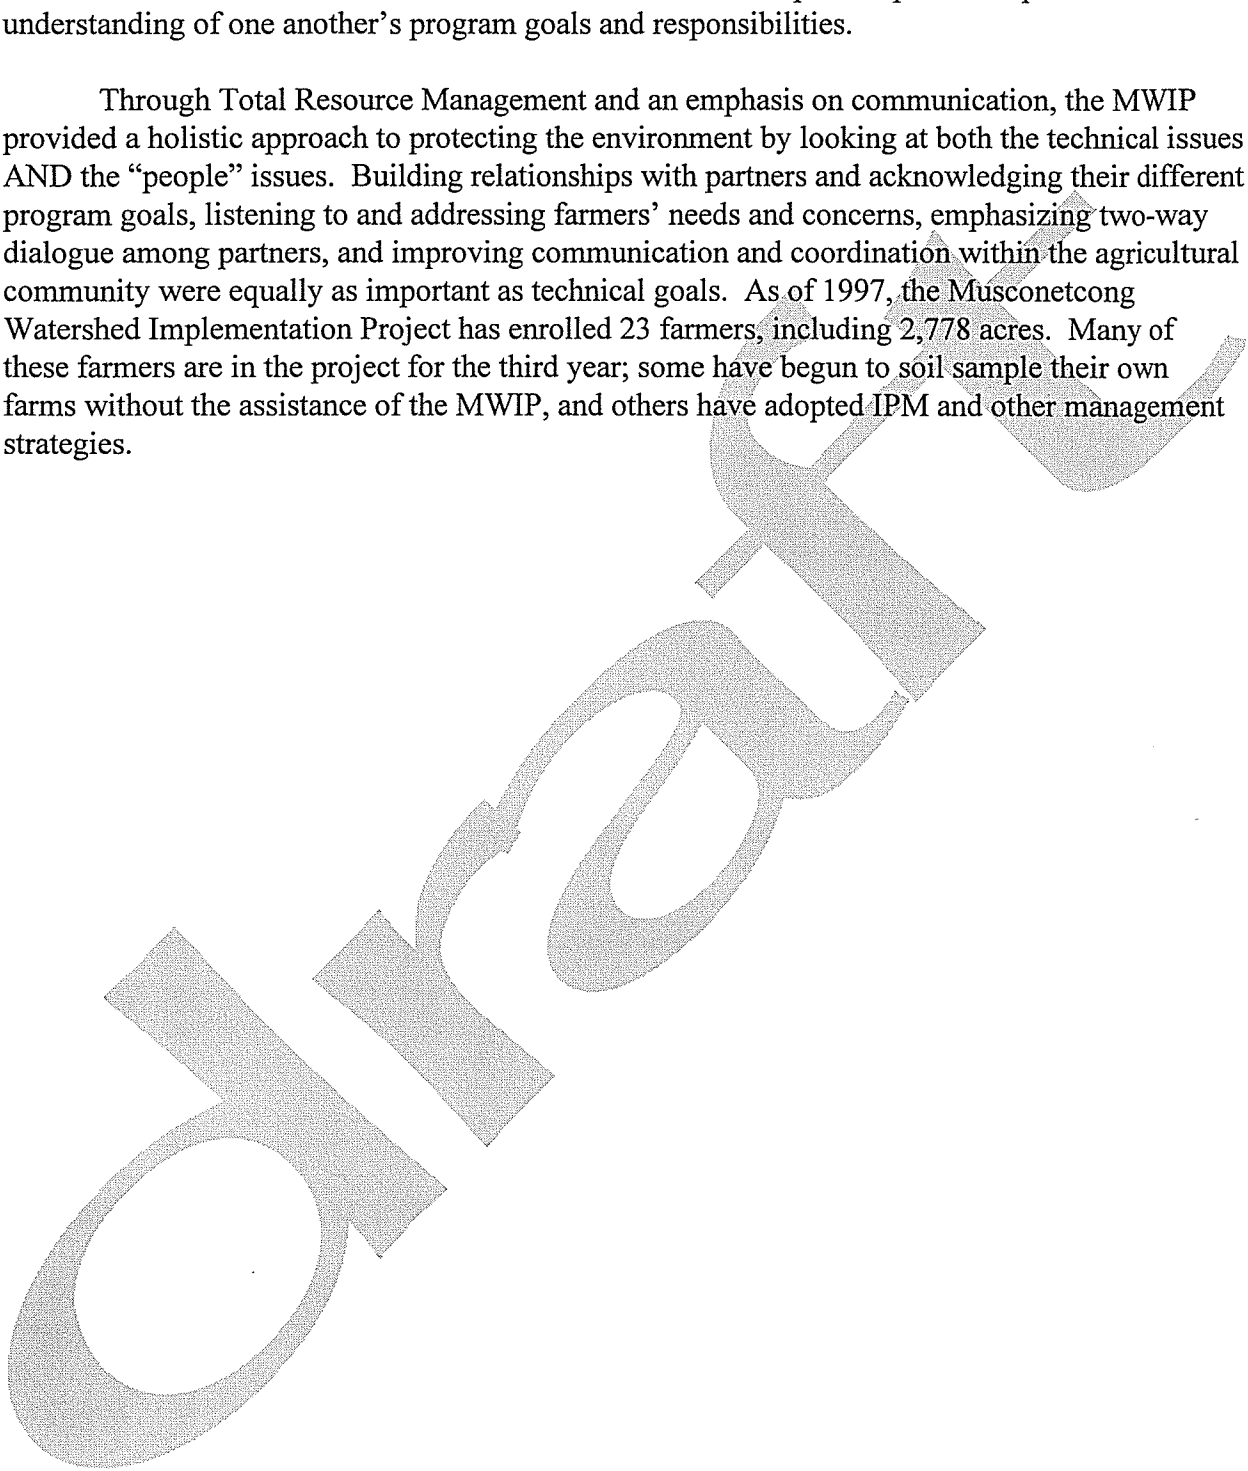 understanding of one another's program goals and responsibilities.
Through Total Resource Management and an emphasis on communication, the MWIP
provided a holistic approach to protecting the environment by looking at both the technical issues
AND the “people” issues.  Building relationships with partners and acknowledging their different
program goals, listening to and addressing farmers’ needs and concerns, emphasizing two-way
dialogue among partners, and improving communication and coordination within the agricultural
community were equally as important as technical goals.  As of 1997, the Musconetcong
Watershed Implementation Project has enrolled 23 farmers, including 2,778 acres.  Many of
these farmers are in the project for the third year; some have begun to soil sample their own
farms without the assistance of the MWIP, and others have adopted IPM and other management
strategies.
draft